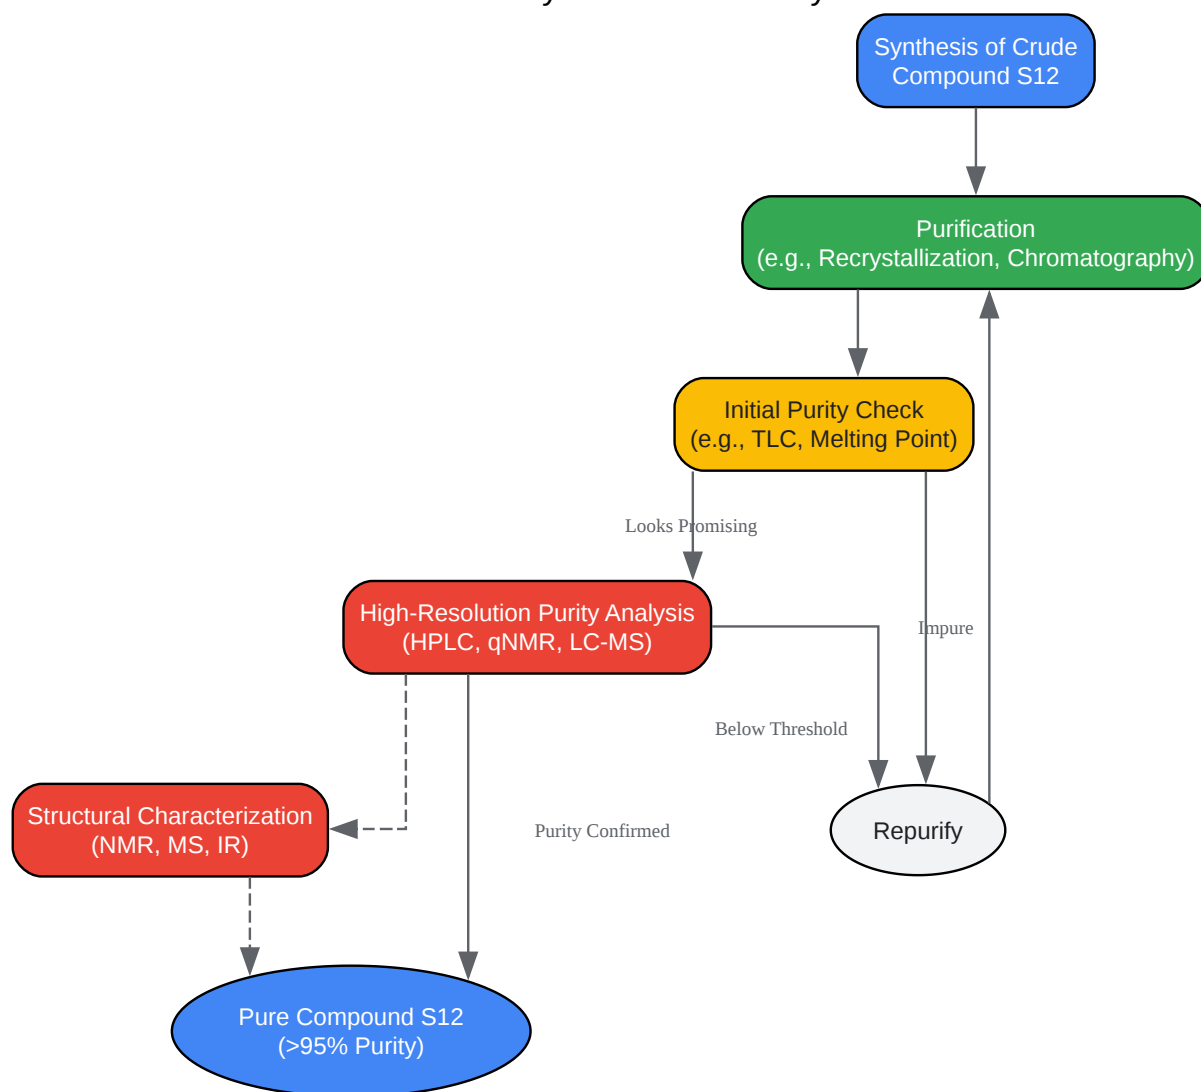 Synthesis of Crude
Compound S12
Purification
(e.g., Recrystallization, Chromatography)
Initial Purity Check
(e.g., TLC, Melting Point)
Looks Promising
High-Resolution Purity Analysis
(HPLC, qNMR, LC-MS)
Impure
Below Threshold
Structural Characterization
(NMR, MS, IR)
Purity Confirmed
Repurify
Pure Compound S12
(>95% Purity)